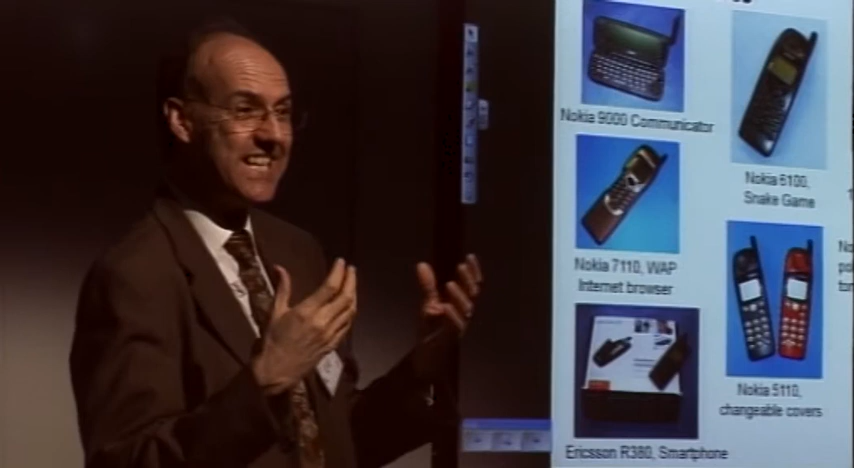 Nokia 9000 Communicator
Nokia 6100,
Snake Game
Nokia 7110, WAP
Internet browser
Nokia 5110,
changeable covers
Ericsson R380, Smartphone